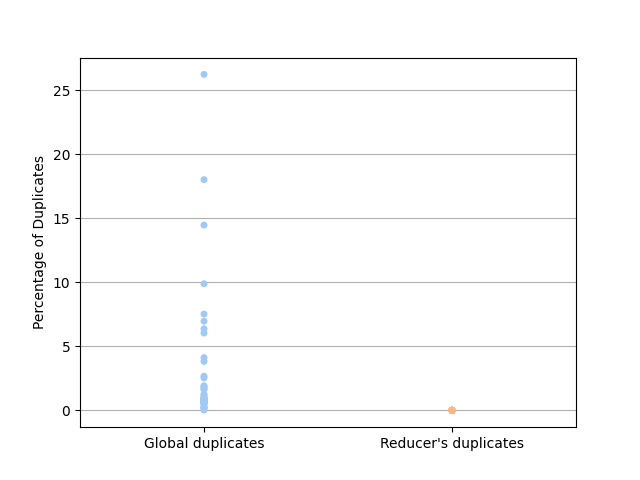 Percentage of Duplicates
25
20
15
10
5
0
Global duplicates
Reducer's duplicates